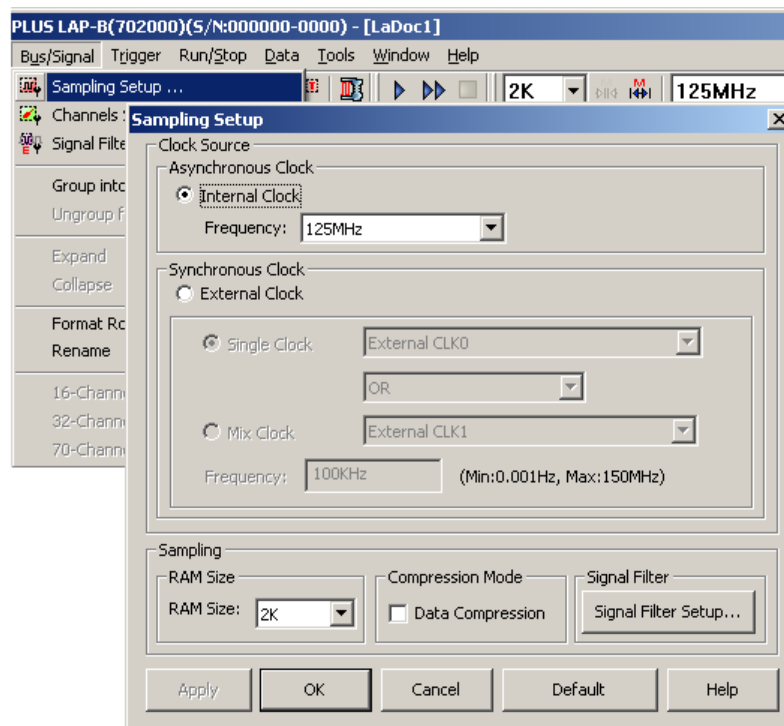 PLUS LAP-B(702000)(S/N:000000-0000) - [LaDoc1]
Bus/Signal Trigger Run/Stop Data Tools Window Help
Sampling Setup ...
2K 125MHz
Channels
Sampling Setup
Signal Filte
Clock Source
Asynchronous Clock
Internal Clock
Group into
Frequency: 125MHz
Ungroup f
Expand
Synchronous Clock
Collapse
External Clock
Format Ro
Single Clock External CLK0
Rename
OR
16-Chann
Mix Clock External CLK1
32-Chann
70-Chann
Frequency: 100KHz (Min:0.001Hz, Max:150MHz)
Sampling
RAM Size Compression Mode Signal Filter
RAM Size: 2K Data Compression Signal Filter Setup...
Apply OK Cancel Default Help